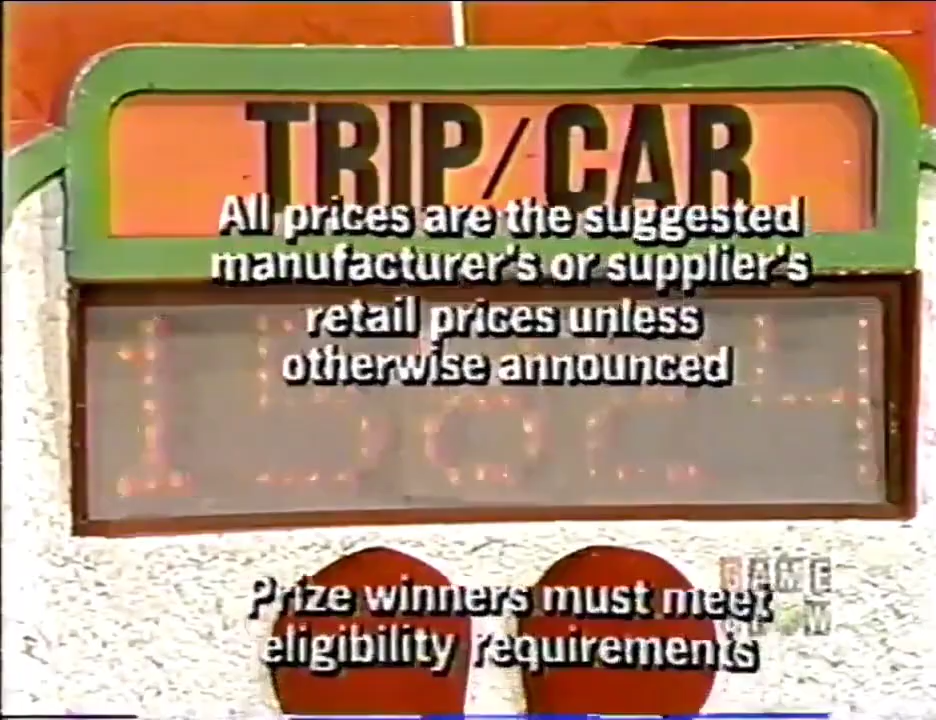 TRIP/CAR
All prices are the suggested
manufacturer's or supplier's
retail prices unless
otherwise announced
GAME
Prize winners must meet
eligibility requirements